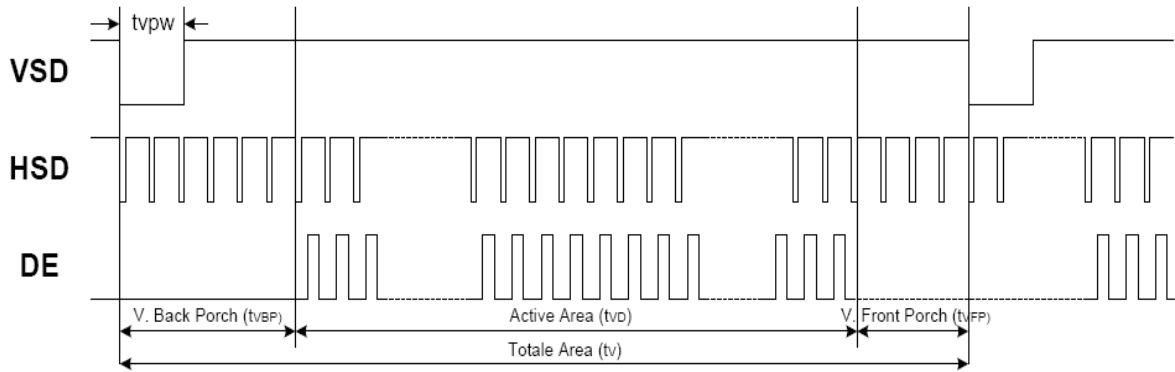 tvpw
VSD
HSD
DE
V. Back Porch (tVBP)
Active Area (tVD)
V. Front Porch (tVFP)
Totale Area (tV)